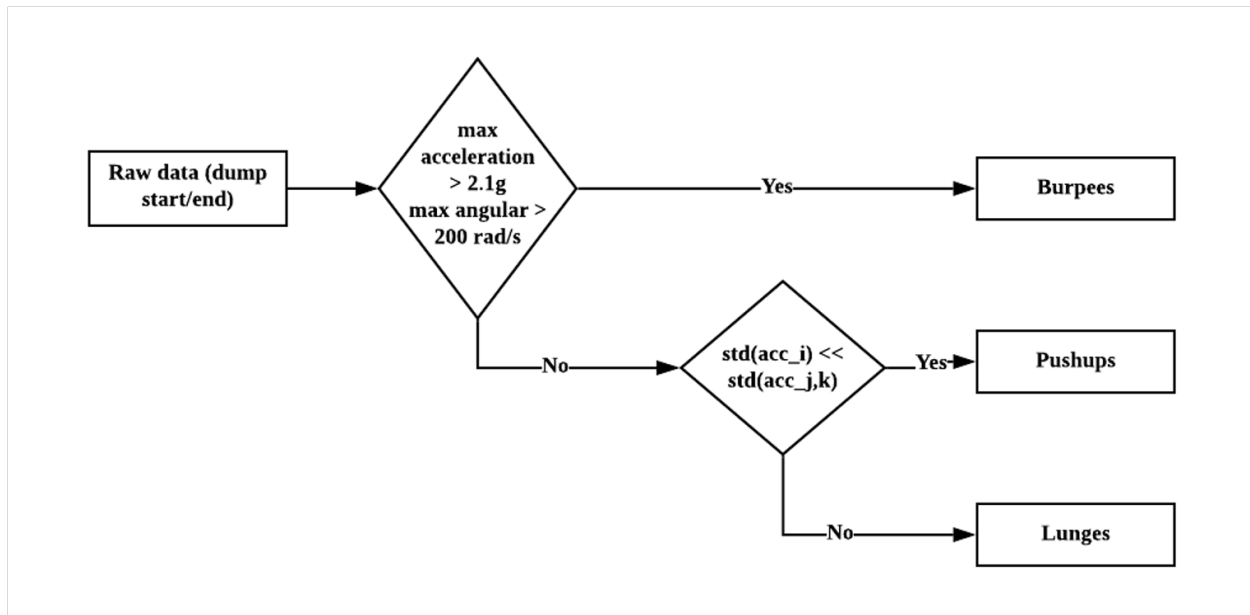 Raw data (dump
start/end)
max
acceleration
> 2.1g
max angular >
200 rad/s
Yes
Burpees
No
std(acc_i) <<
std(acc_j,k)
Yes
Pushups
No
Lunges